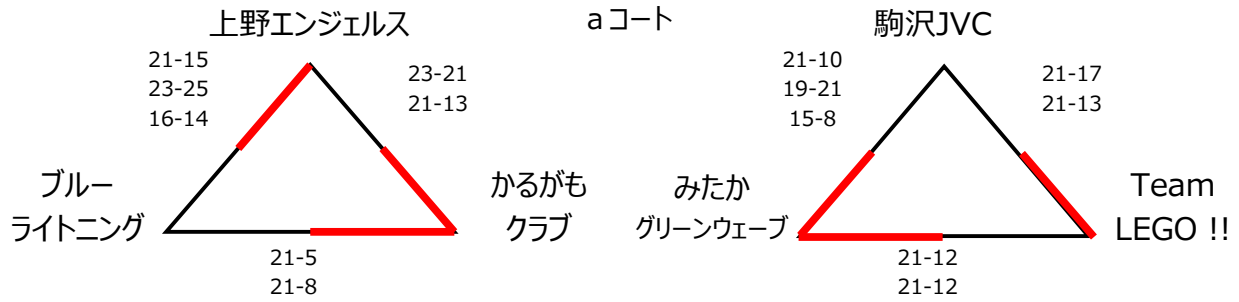 上野エンジェルス
aコート
駒沢JVC
21-15
23-25
16-14
23-21
21-13
21-10
19-21
15-8
21-17
21-13
ブルー
ライトニング
かるがも
クラブ
みたか
グリーンウェーブ
Team
LEGO !!
21-5
21-8
21-12
21-12